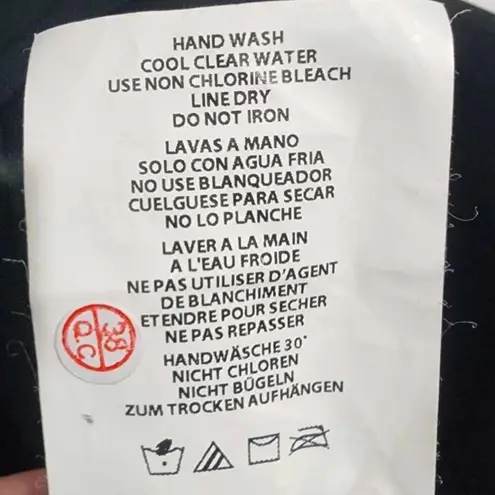 HAND WASH
COOL CLEAR WATER
USE NON CHLORINE BLEACH
LINE DRY
DO NOT IRON
LAVAS A MANO
SOLO CON AGUA FRIA
NO USE BLANQUEADOR
CUELGUESE PARA SECAR
NO LO PLANCHE
LAVER A LA MAIN
A L'EAU FROIDE
NE PAS UTILISER D'AGENT
DE BLANCHIMENT
ETENDRE POUR SECHER
NE PAS REPASSER
HANDWÄSCHE 30°
NICHT CHLOREN
NICHT BÜGELN
ZUM TROCKEN AUFHÄNGEN
38
Q.C